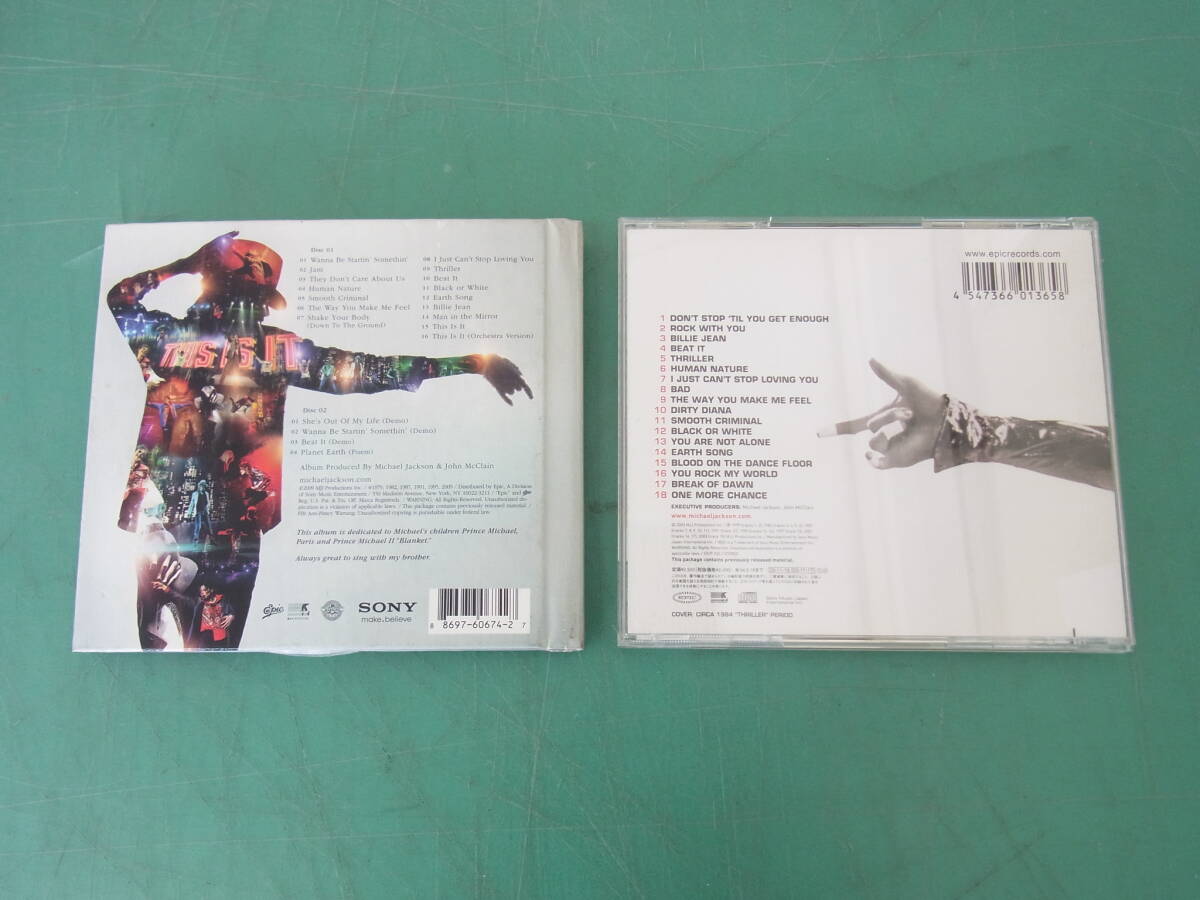 Disc 01
01 Wanna Be Startin' Somethin'
02 Jam
03 They Don't Care About Us
04 Human Nature
05 Smooth Criminal
06 The Way You Make Me Feel
07 Shake Your Body
(Down To The Ground)
08 I Just Can't Stop Loving You
09 Thriller
10 Beat It
11 Black or White
12 Earth Song
13 Billie Jean
14 Man in the Mirror
15 This Is It
16 This Is It (Orchestra Version)
THIS IS IT
Disc 02
01 She's Out Of My Life (Demo)
02 Wanna Be Startin' Somethin' (Demo)
03 Beat It (Demo)
04 Planet Earth (Poem)
Album Produced By Michael Jackson & John McClain
michaeljackson.com
This album is dedicated to Michael's children Prince Michael,
Paris and Prince Michael II "Blanket."
Always great to sing with my brother.
Epic
SONY
make.believe
8 8697-60674-2 7
www.epicrecords.com
4 547366 013658
1 DON'T STOP 'TIL YOU GET ENOUGH
2 ROCK WITH YOU
3 BILLIE JEAN
4 BEAT IT
5 THRILLER
6 HUMAN NATURE
7 I JUST CAN'T STOP LOVING YOU
8 BAD
9 THE WAY YOU MAKE ME FEEL
10 DIRTY DIANA
11 SMOOTH CRIMINAL
12 BLACK OR WHITE
13 YOU ARE NOT ALONE
14 EARTH SONG
15 BLOOD ON THE DANCE FLOOR
16 YOU ROCK MY WORLD
17 BREAK OF DAWN
18 ONE MORE CHANCE
EXECUTIVE PRODUCERS: Michael Jackson, John McClain
www.michaeljackson.com
This package contains previously released material.
COVER: CIRCA 1984 "THRILLER" PERIOD